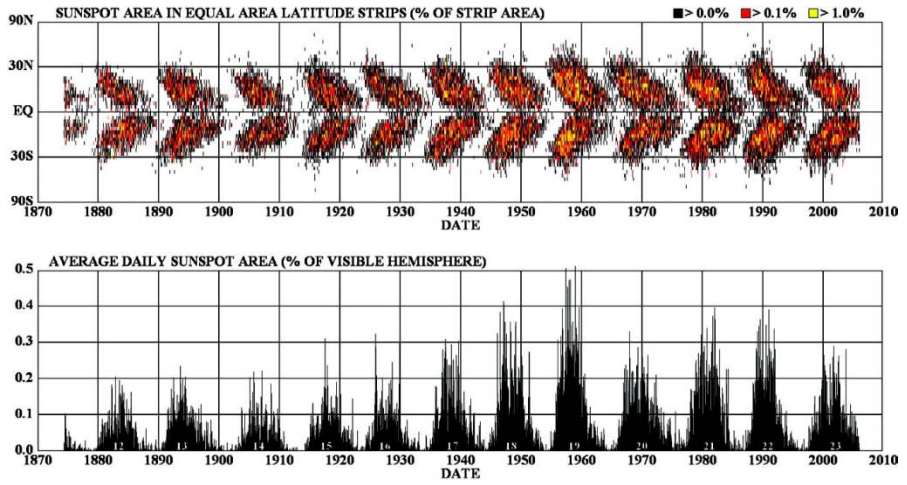 SUNSPOT AREA IN EQUAL AREA LATITUDE STRIPS (% OF STRIP AREA) > 0.0% > 0.1% > 1.0%
90N
30N
EQ
30S
90S
1870 1880 1890 1900 1910 1920 1930 1940 1950 1960 1970 1980 1990 2000 2010
DATE
AVERAGE DAILY SUNSPOT AREA (% OF VISIBLE HEMISPHERE)
0.5
0.4
0.3
0.2
0.1
0.0
12 13 14 15 16 17 18 19 20 21 22 23
1870 1880 1890 1900 1910 1920 1930 1940 1950 1960 1970 1980 1990 2000 2010
DATE